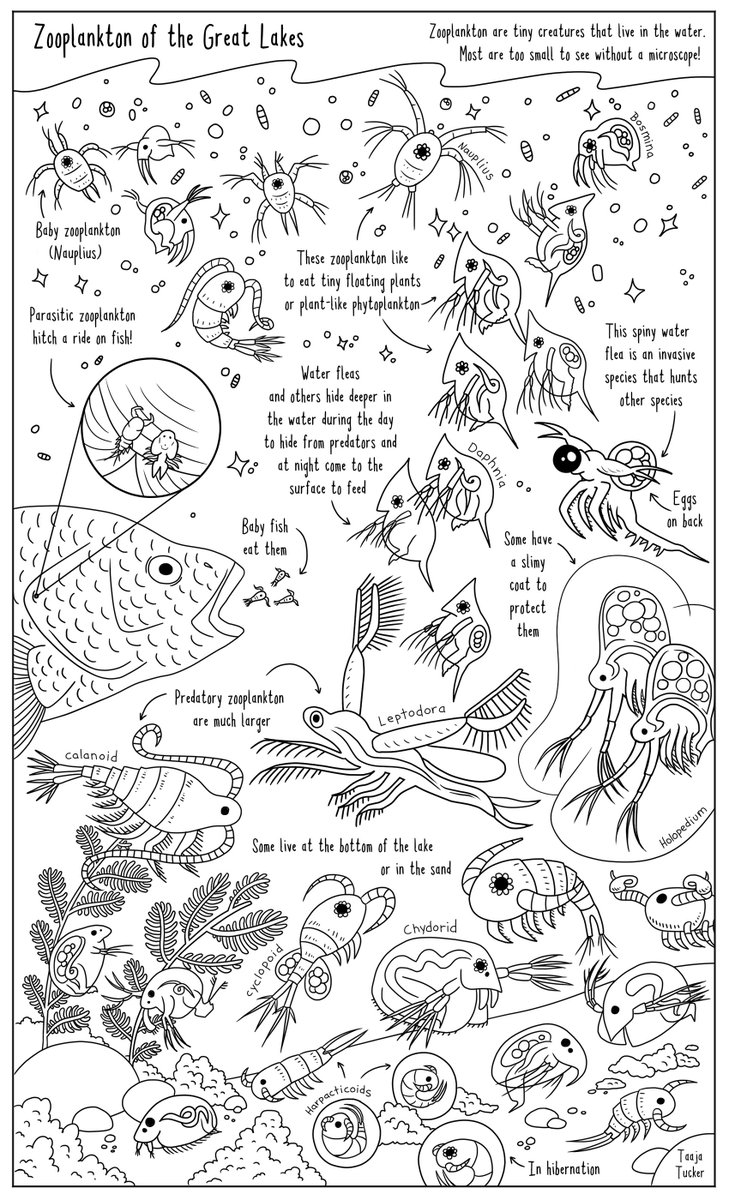 Zooplankton of the Great Lakes
Zooplankton are tiny creatures that live in the water.
Most are too small to see without a microscope!
Bosmina
Nauplius
Baby zooplankton
(Nauplius)
These zooplankton like
to eat tiny floating plants
or plant-like phytoplankton
Parasitic zooplankton
hitch a ride on fish!
This spiny water
flea is an invasive
species that hunts
other species
Water fleas
and others hide deeper in
the water during the day
to hide from predators and
at night come to the
surface to feed
Daphnia
Eggs
on back
Baby fish
eat them
Some have
a slimy
coat to
protect
them
Predatory zooplankton
are much larger
Leptodora
calanoid
Holopedium
Some live at the bottom of the lake
or in the sand
Chydorid
cyclopoid
Harpacticoids
In hibernation
Taaja
Tucker